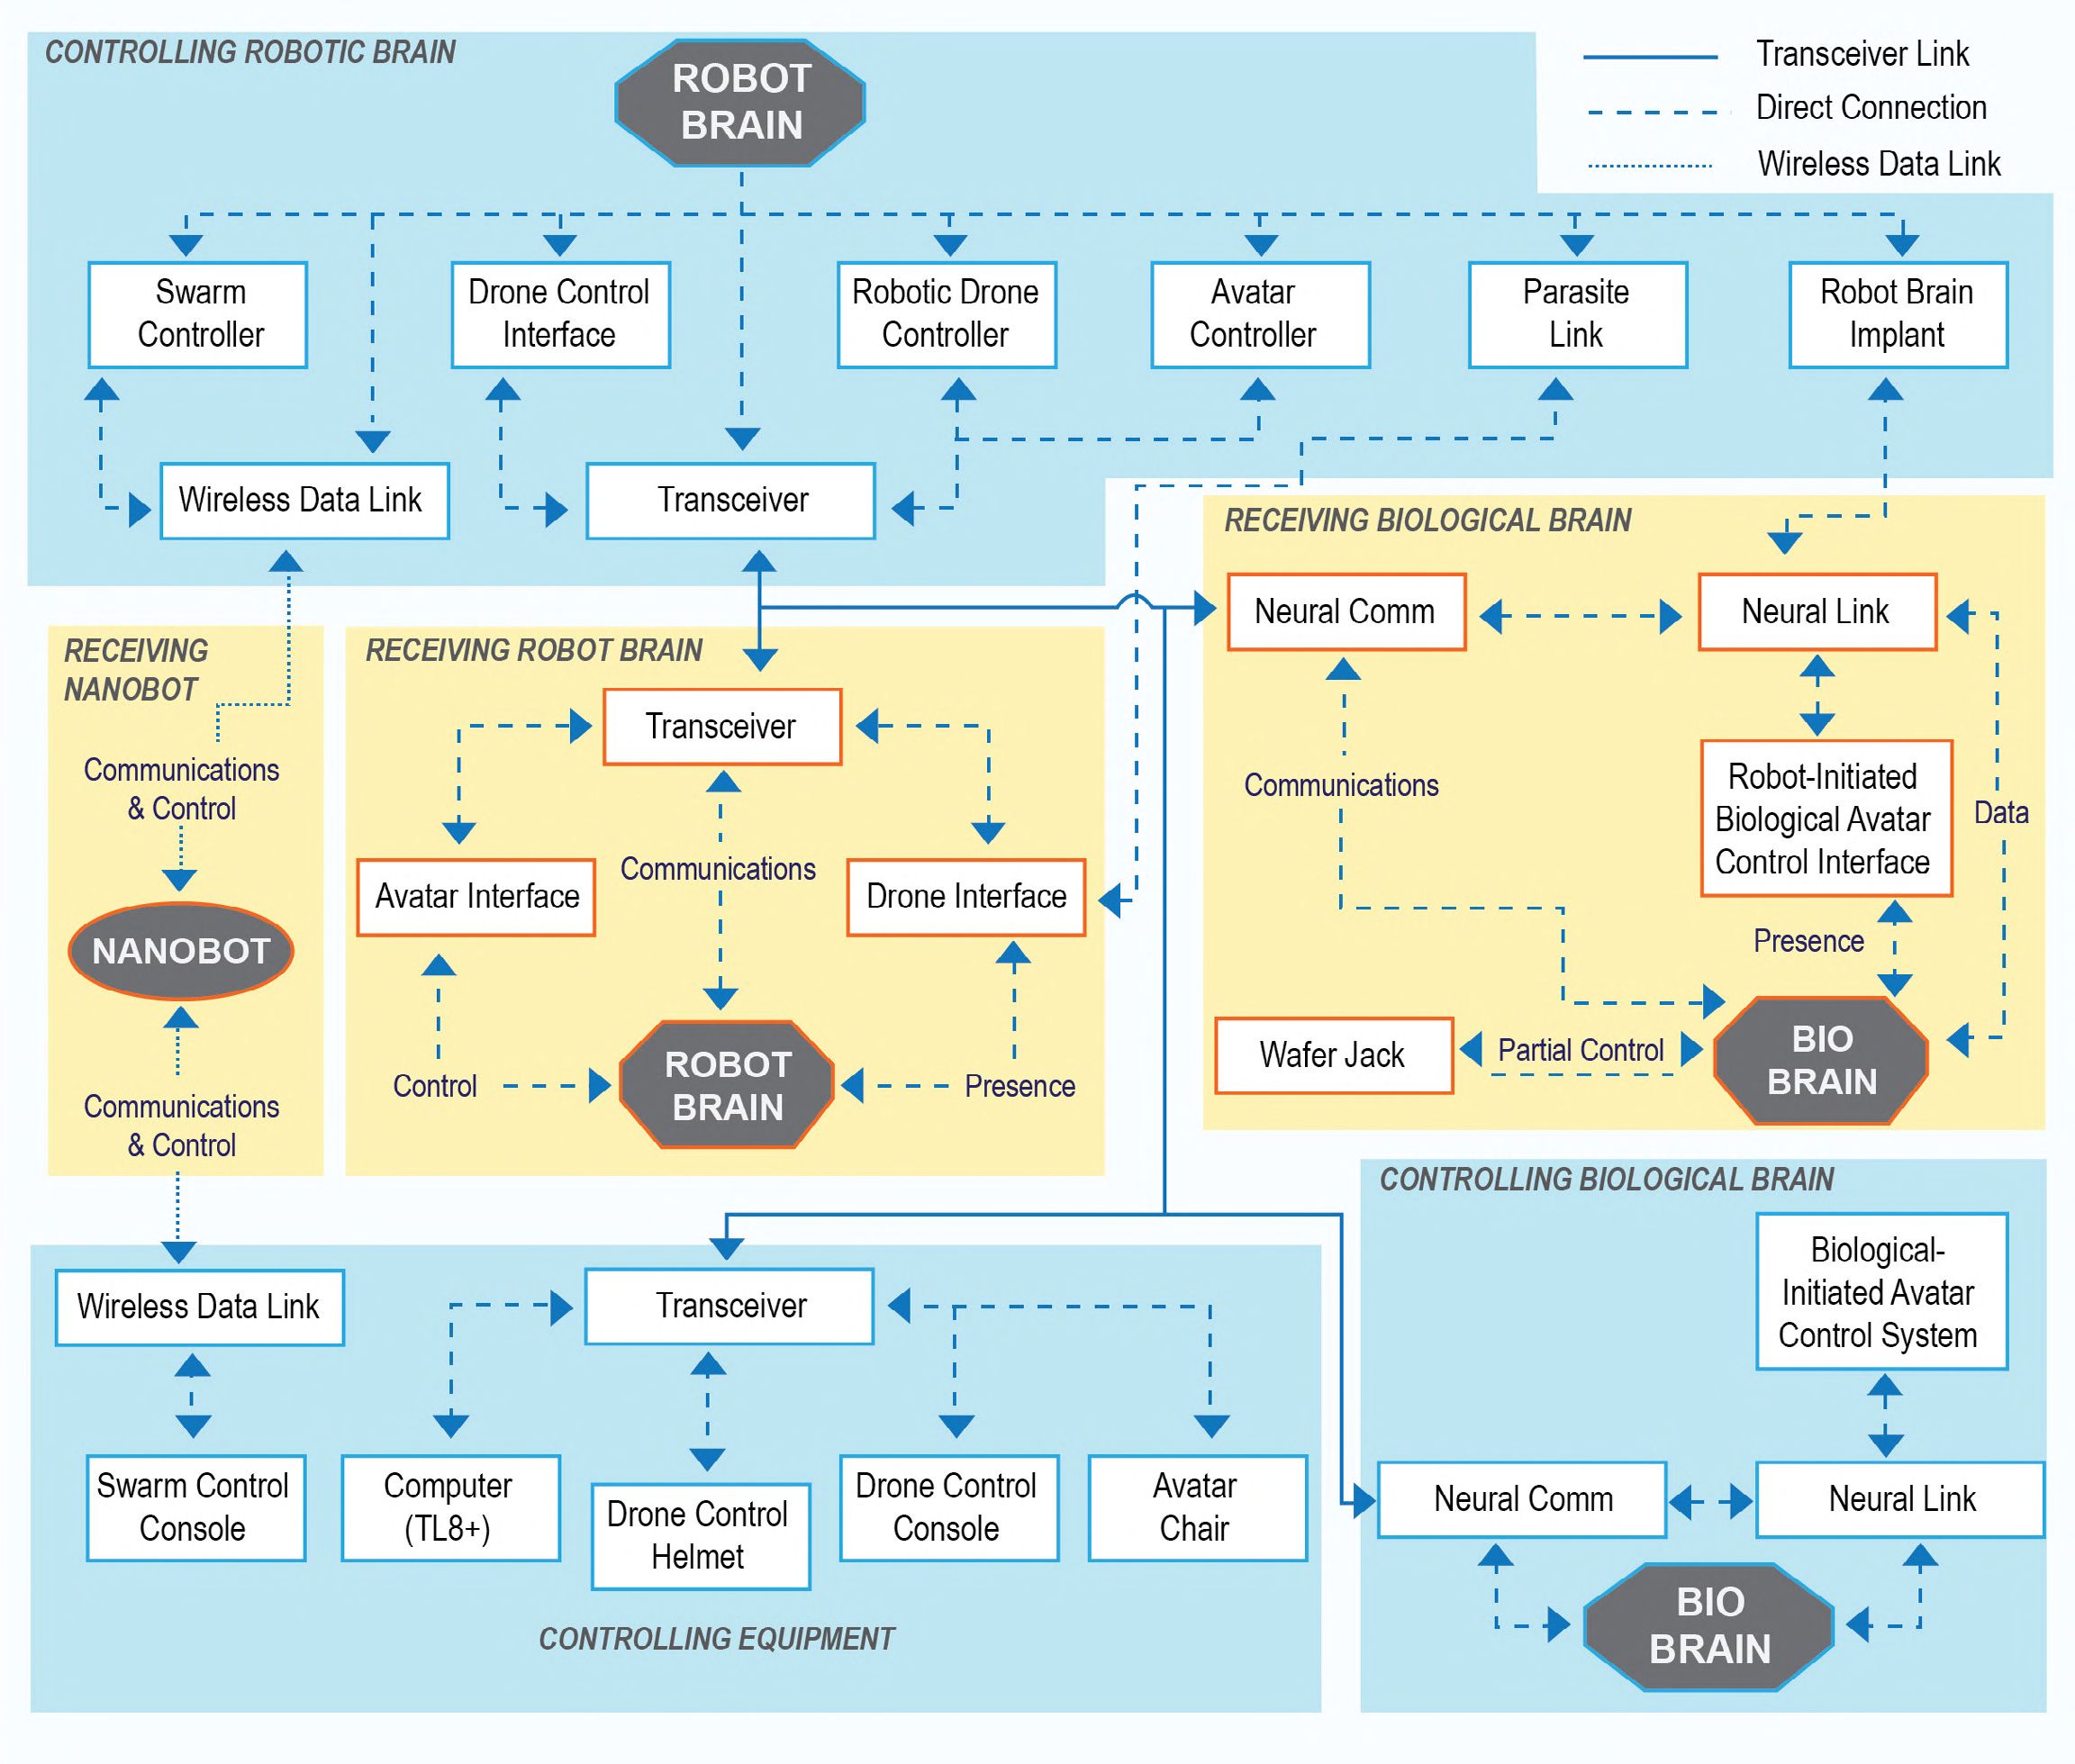 CONTROLLING ROBOTIC BRAIN
ROBOT
BRAIN
Transceiver Link
Direct Connection
Wireless Data Link
Swarm
Controller
Drone Control
Interface
Robotic Drone
Controller
Avatar
Controller
Parasite
Link
Robot Brain
Implant
Wireless Data Link
Transceiver
RECEIVING BIOLOGICAL BRAIN
Neural Comm
Neural Link
Communications
Robot-Initiated
Biological Avatar
Control Interface
Data
Presence
Wafer Jack
Partial Control
BIO
BRAIN
RECEIVING
NANOBOT
Communications
& Control
NANOBOT
Communications
& Control
RECEIVING ROBOT BRAIN
Transceiver
Communications
Avatar Interface
Drone Interface
Control
ROBOT
BRAIN
Presence
Wireless Data Link
Transceiver
Swarm Control
Console
Computer
(TL8+)
Drone Control
Helmet
Drone Control
Console
Avatar
Chair
CONTROLLING EQUIPMENT
CONTROLLING BIOLOGICAL BRAIN
Biological-
Initiated Avatar
Control System
Neural Comm
Neural Link
BIO
BRAIN